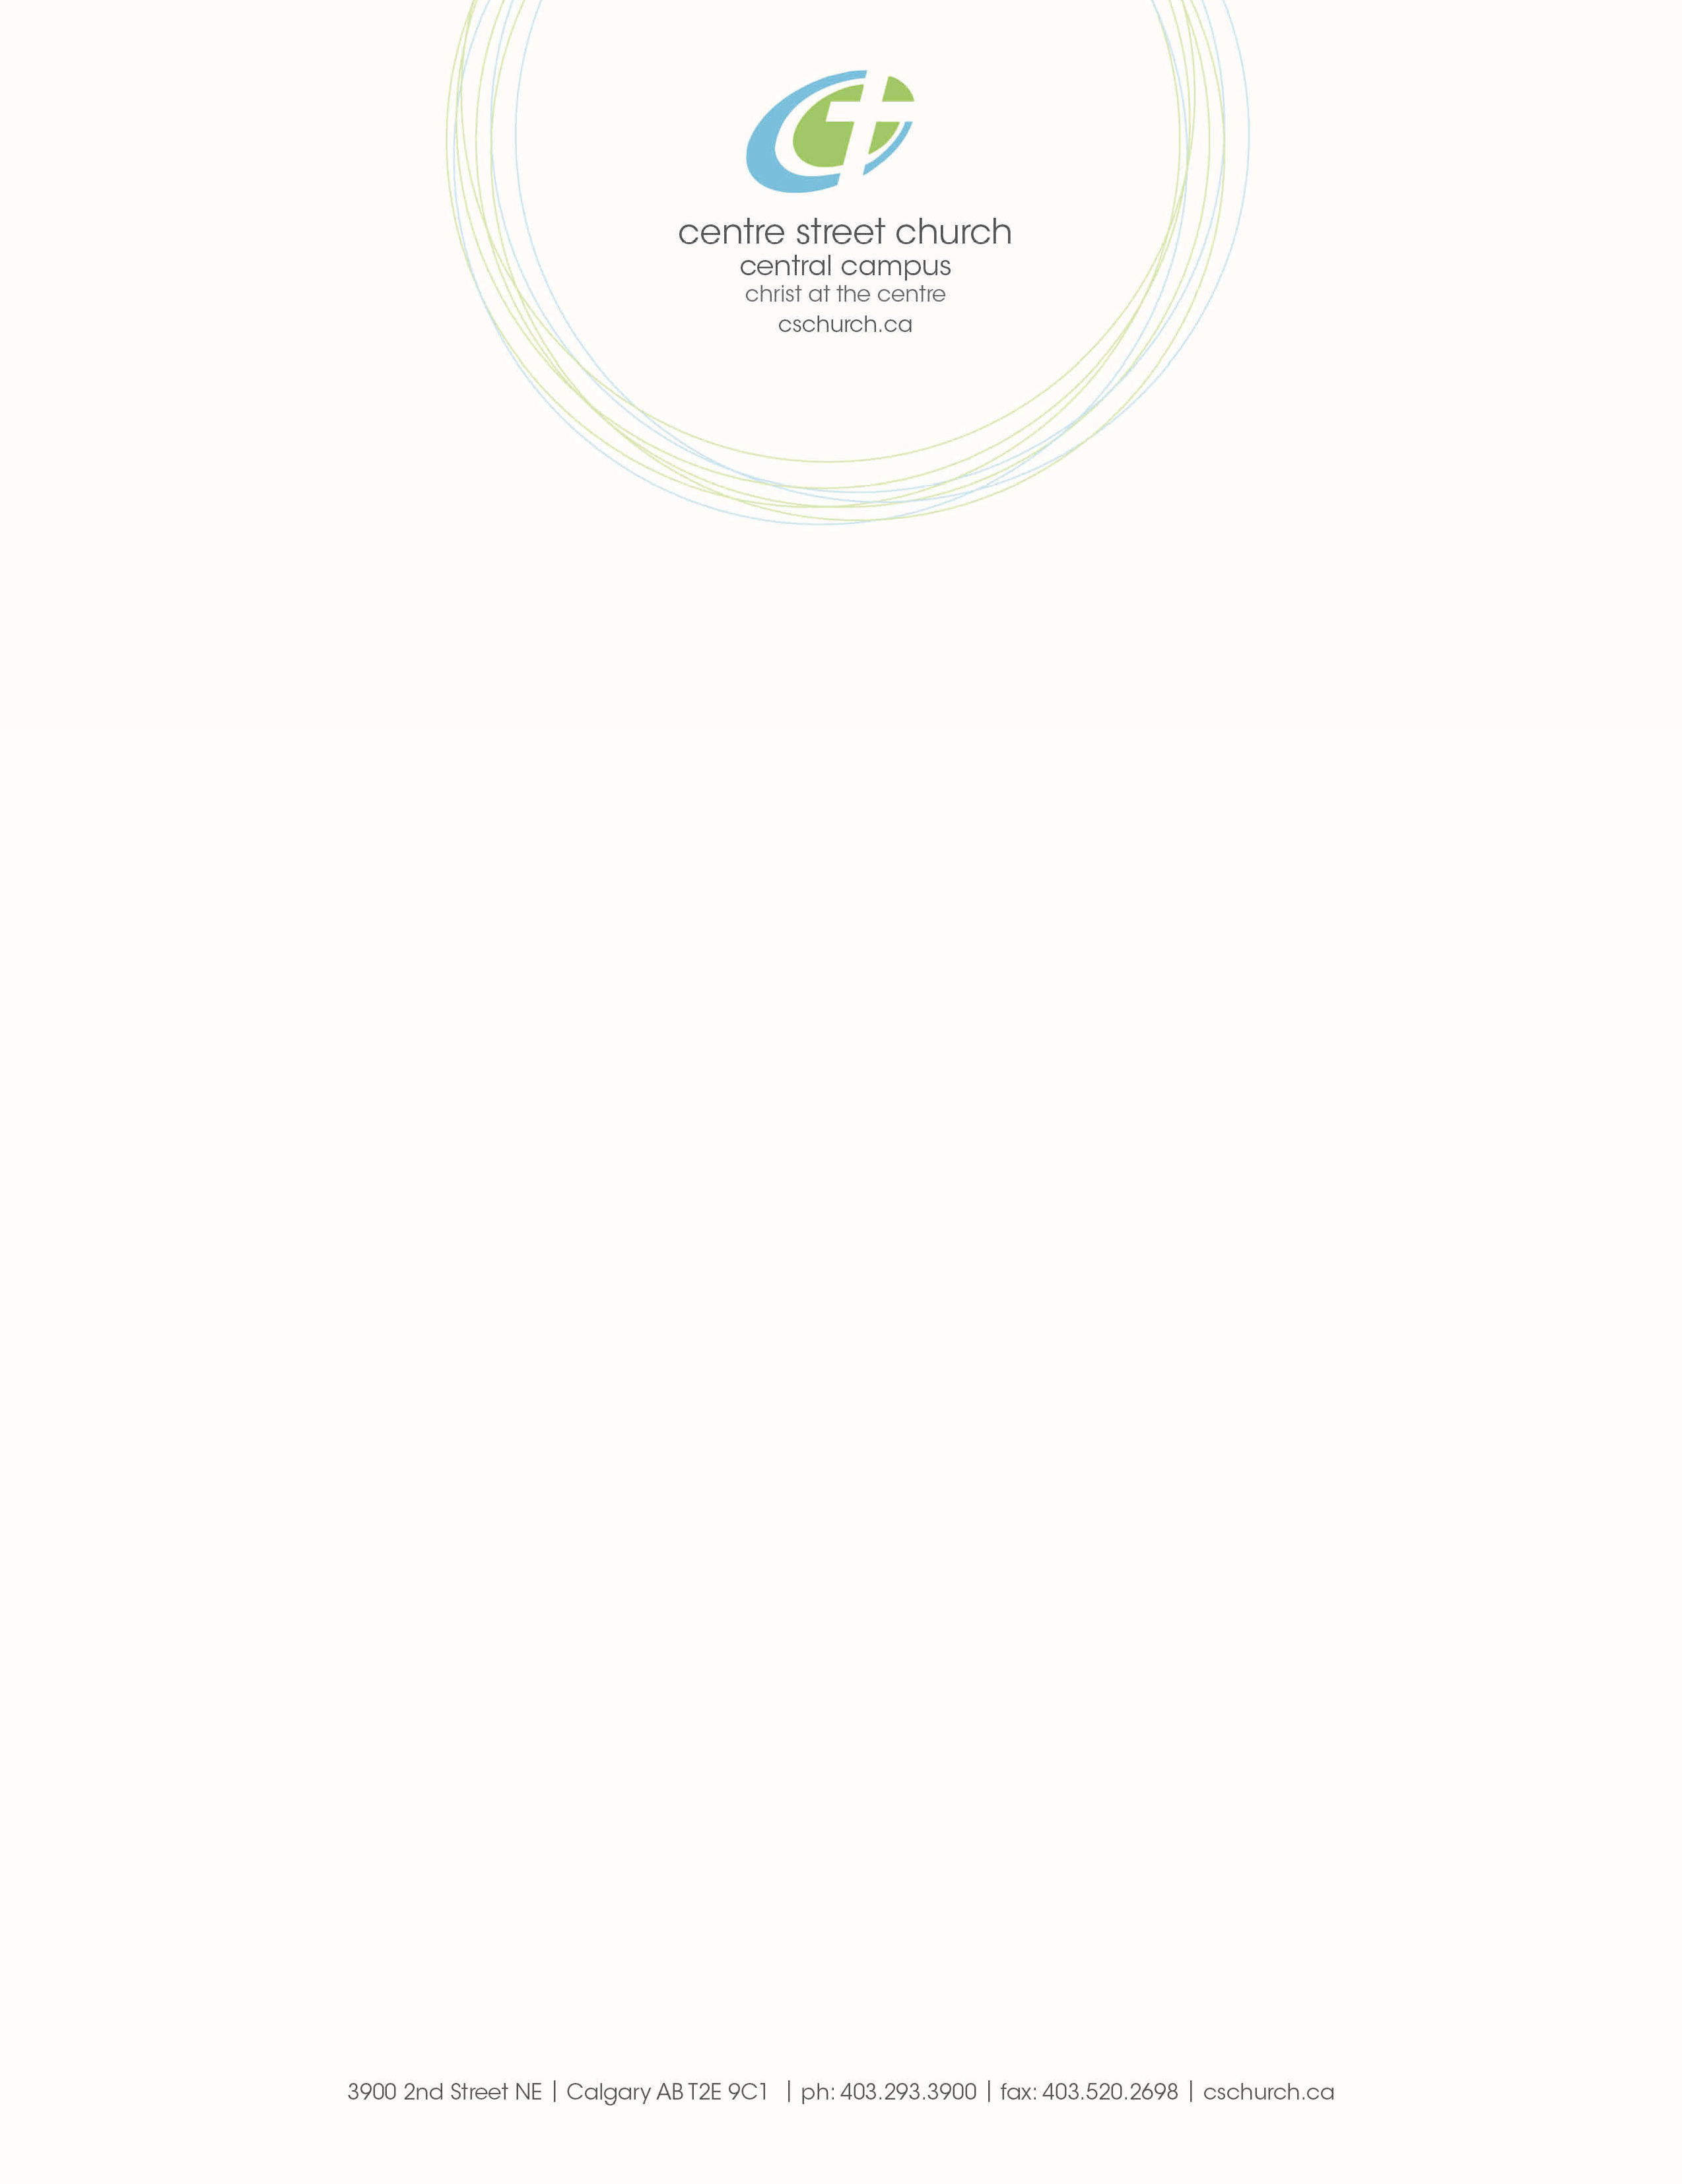 centre street church
central campus
christ at the centre
cschurch.ca
3900 2nd Street NE | Calgary AB T2E 9C1 | ph: 403.293.3900 | fax: 403.520.2698 | cschurch.ca